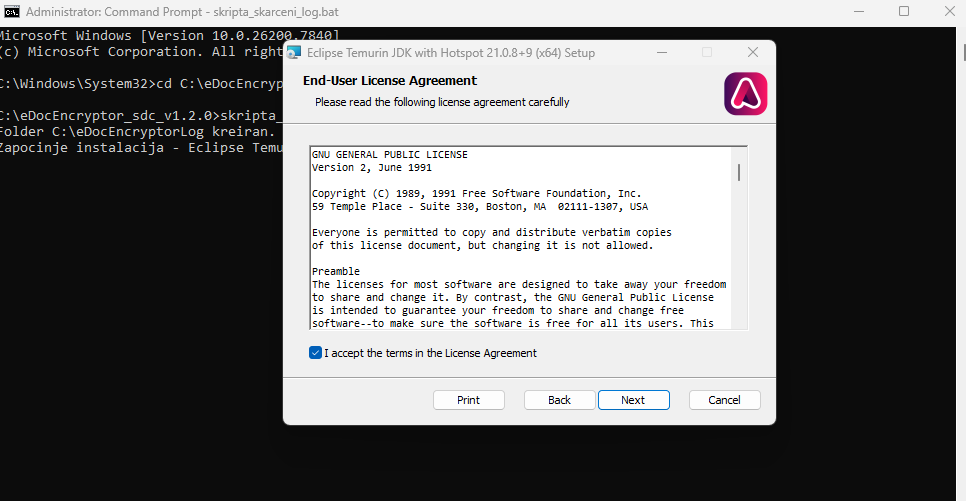 Administrator: Command Prompt - skripta_skarceni_log.bat
Microsoft Windows [Version 10.0.26200.7840]
(c) Microsoft Corporation. All right
C:\Windows\System32>cd C:\eDocEncryp
C:\eDocEncryptor_sdc_v1.2.0>skripta_
Folder C:\eDocEncryptorLog kreiran.
Zapocinje instalacija - Eclipse Temu
Eclipse Temurin JDK with Hotspot 21.0.8+9 (x64) Setup
End-User License Agreement
Please read the following license agreement carefully
GNU GENERAL PUBLIC LICENSE
Version 2, June 1991
Copyright (C) 1989, 1991 Free Software Foundation, Inc.
59 Temple Place - Suite 330, Boston, MA  02111-1307, USA
Everyone is permitted to copy and distribute verbatim copies
of this license document, but changing it is not allowed.
Preamble
The licenses for most software are designed to take away your freedom
to share and change it. By contrast, the GNU General Public License
is intended to guarantee your freedom to share and change free
software--to make sure the software is free for all its users. This
I accept the terms in the License Agreement
Print
Back
Next
Cancel